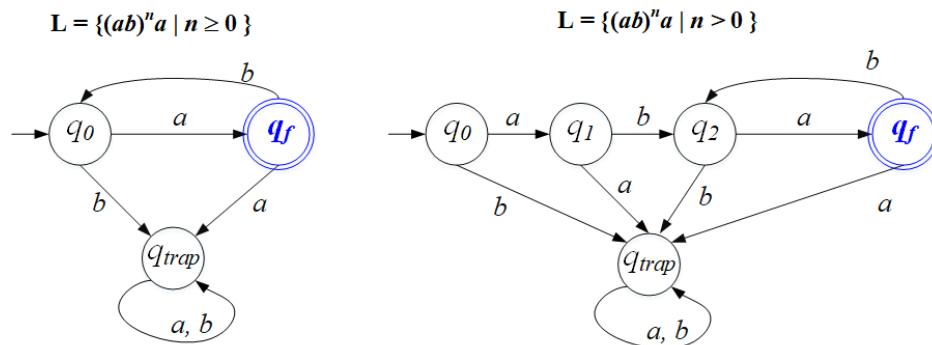 L = {(ab)ⁿa | n ≥ 0 }
b
q0
a
qf
b
a
qtrap
a, b
L = {(ab)ⁿa | n > 0 }
b
q0
a
q1
b
q2
a
qf
b
a
b
a
qtrap
a, b